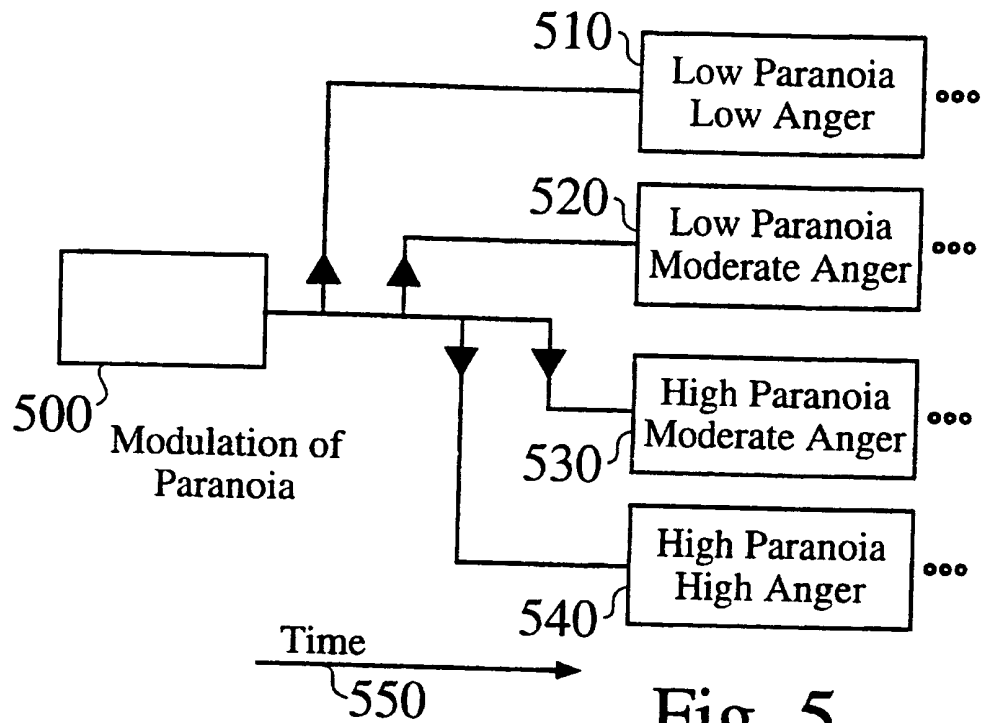 510
Low Paranoia
Low Anger
520
Low Paranoia
Moderate Anger
500
Modulation of
Paranoia
High Paranoia
Moderate Anger
530
High Paranoia
High Anger
540
Time
550
Fig. 5